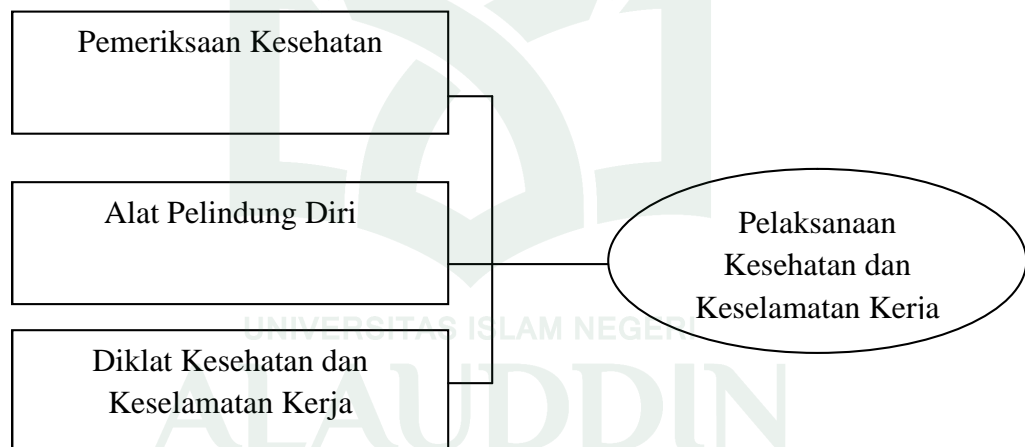 Pemeriksaan Kesehatan
Alat Pelindung Diri
Pelaksanaan
Kesehatan dan
Keselamatan Kerja
UNIVERSITAS ISLAM NEGERI
Diklat Kesehatan dan
Keselamatan Kerja
ALAUDDIN